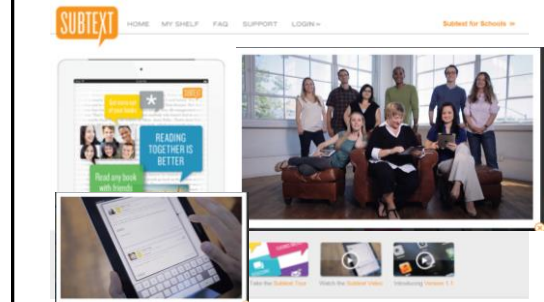 SUBTEXT
HOME MY SHELF FAQ SUPPORT LOGIN
Subtext for Schools »
SUBTEXT
READING
TOGETHER IS
BETTER
Read any book
with friends
Take the Subtext Tour
Watch the Subtext Video
Introducing Version 1.1